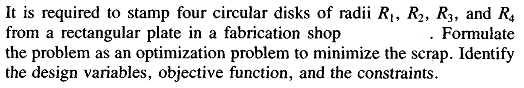 It is required to stamp four circular disks of radii R₁, R₂, R₃, and R₄
from a rectangular plate in a fabrication shop . Formulate
the problem as an optimization problem to minimize the scrap. Identify
the design variables, objective function, and the constraints.